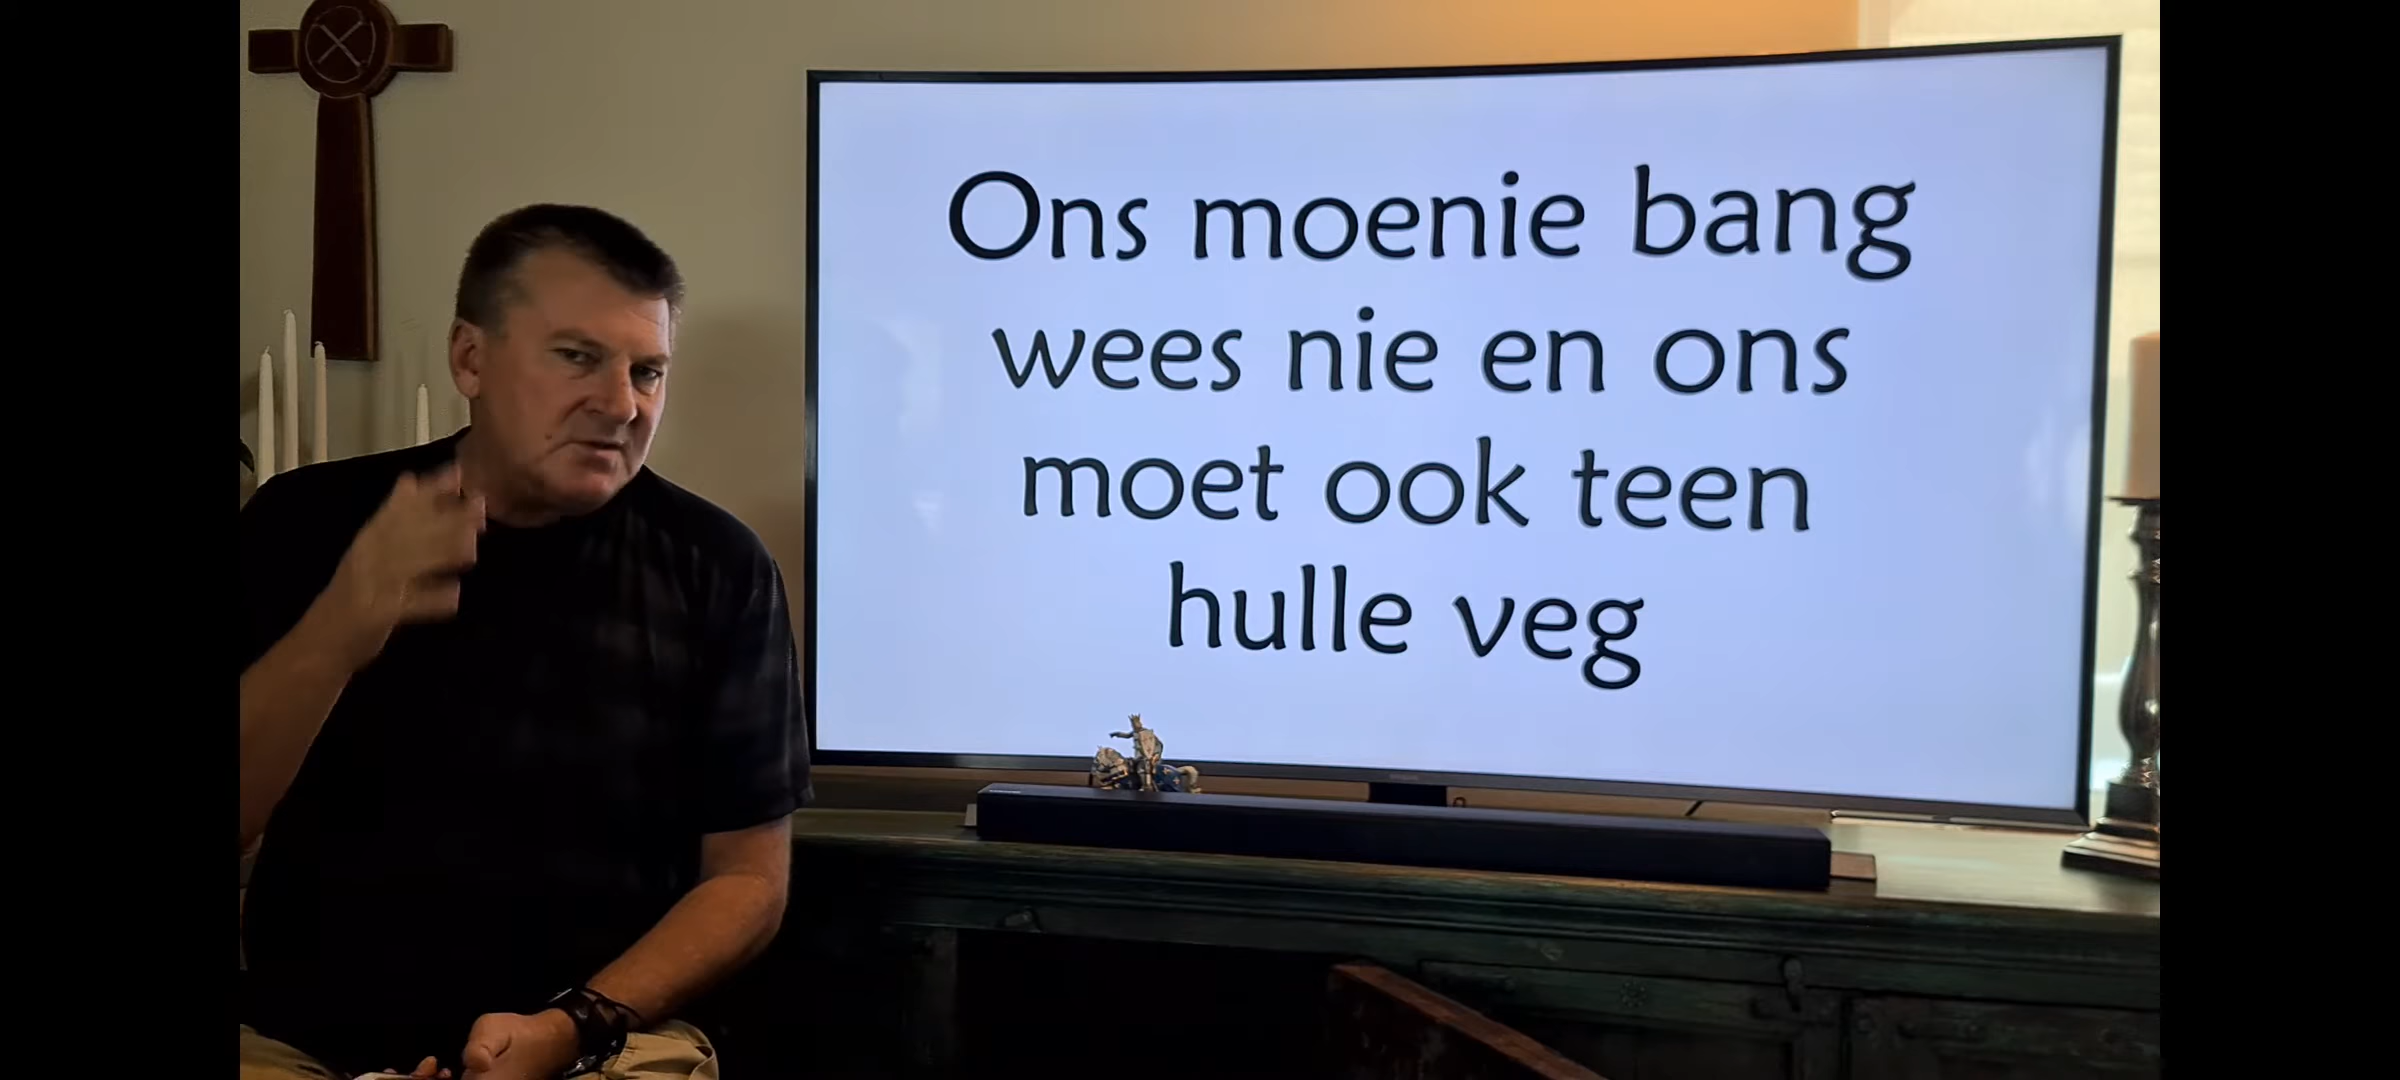 Ons moenie bang
wees nie en ons
moet ook teen
hulle veg